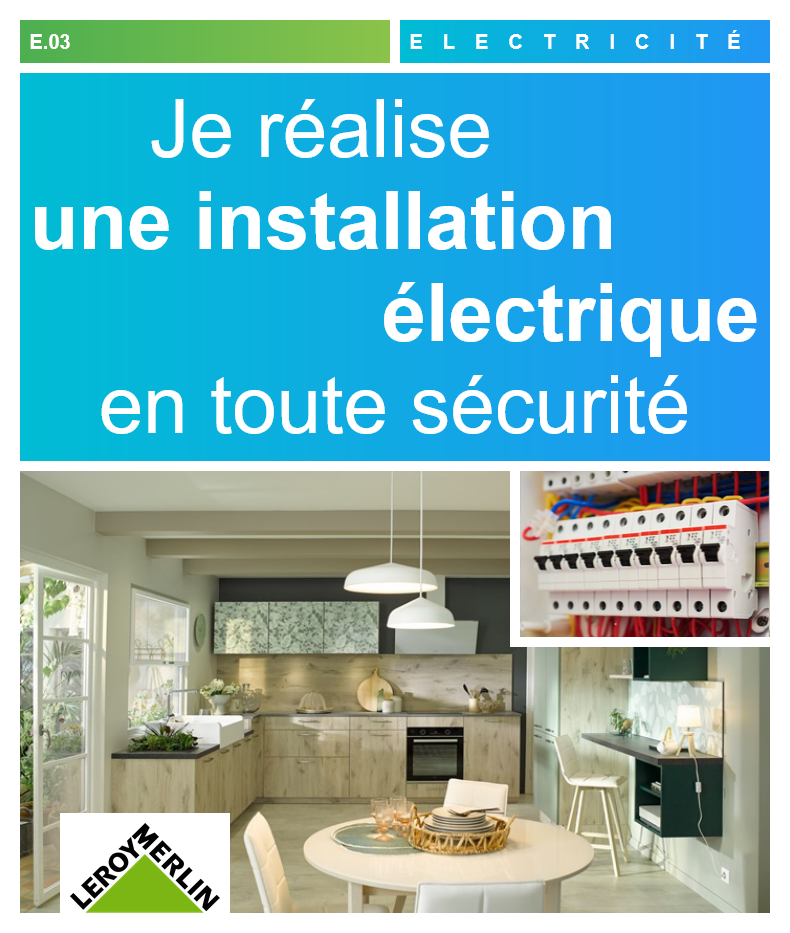 E.03
ELECTRICITÉ
Je réalise
une installation
électrique
en toute sécurité
LEROY MERLIN